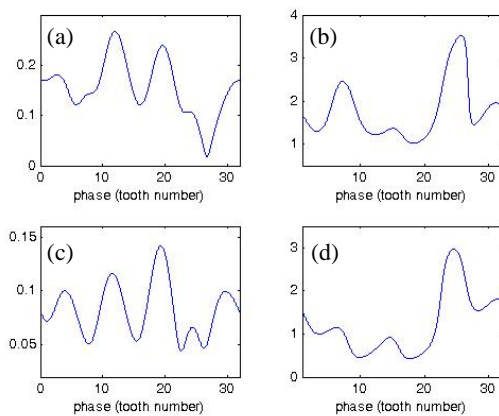 (a)
0.2
0.1
0
0 10 20 30
phase (tooth number)
(b)
4
3
2
1
10 20 30
phase (tooth number)
(c)
0.15
0.1
0.05
0 10 20 30
phase (tooth number)
(d)
3
2
1
0
10 20 30
phase (tooth number)